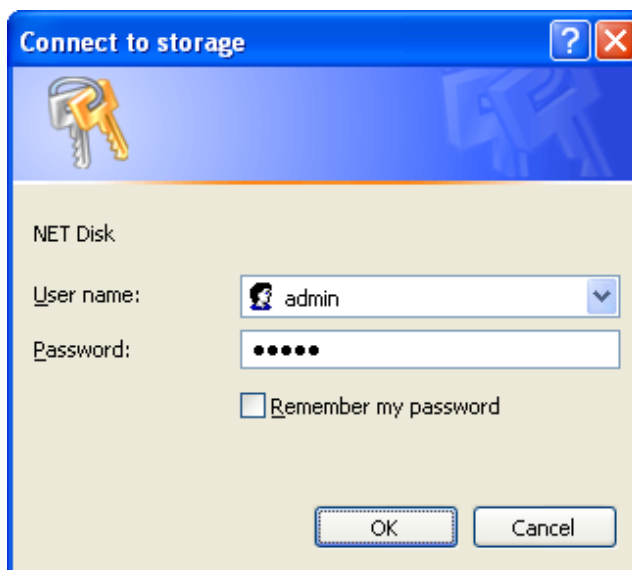 Connect to storage
NET Disk
User name:
admin
Password:
•••••
Remember my password
OK
Cancel